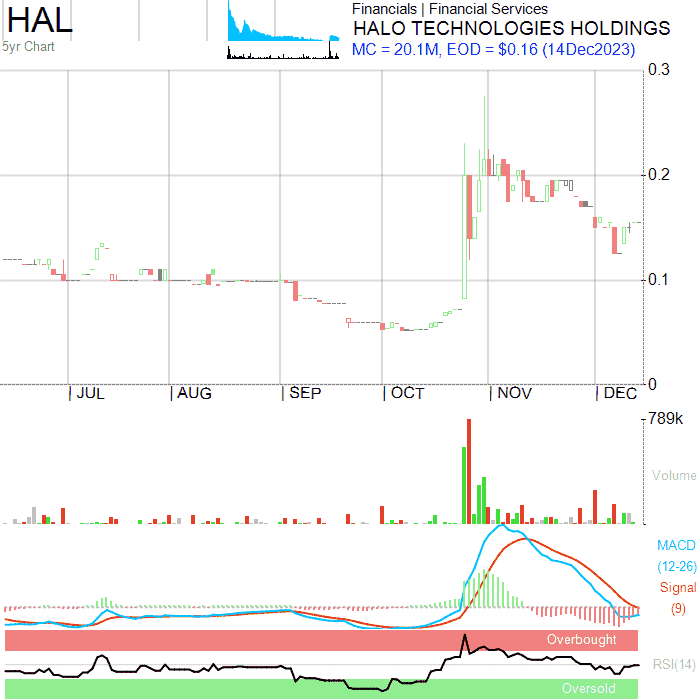 HAL
5yr Chart
Financials | Financial Services
HALO TECHNOLOGIES HOLDINGS
MC = 20.1M, EOD = $0.16 (14Dec2023)
0.3
0.2
0.1
0
| JUL | AUG | SEP | OCT | NOV | DEC
789k
Volume
MACD
(12-26)
Signal
(9)
Overbought
RSI(14)
Oversold